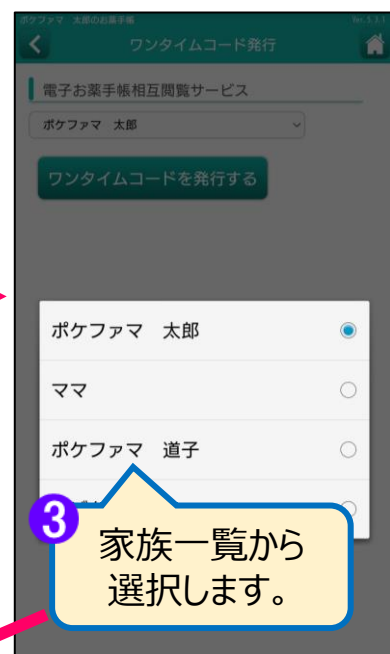 ポケファマ 太郎のお薬手帳 Ver. 5.3.1
ワンタイムコード発行
電子お薬手帳相互閲覧サービス
ポケファマ 太郎
ワンタイムコードを発行する
ポケファマ 太郎
ママ
ポケファマ 道子
3
家族一覧から
選択します。